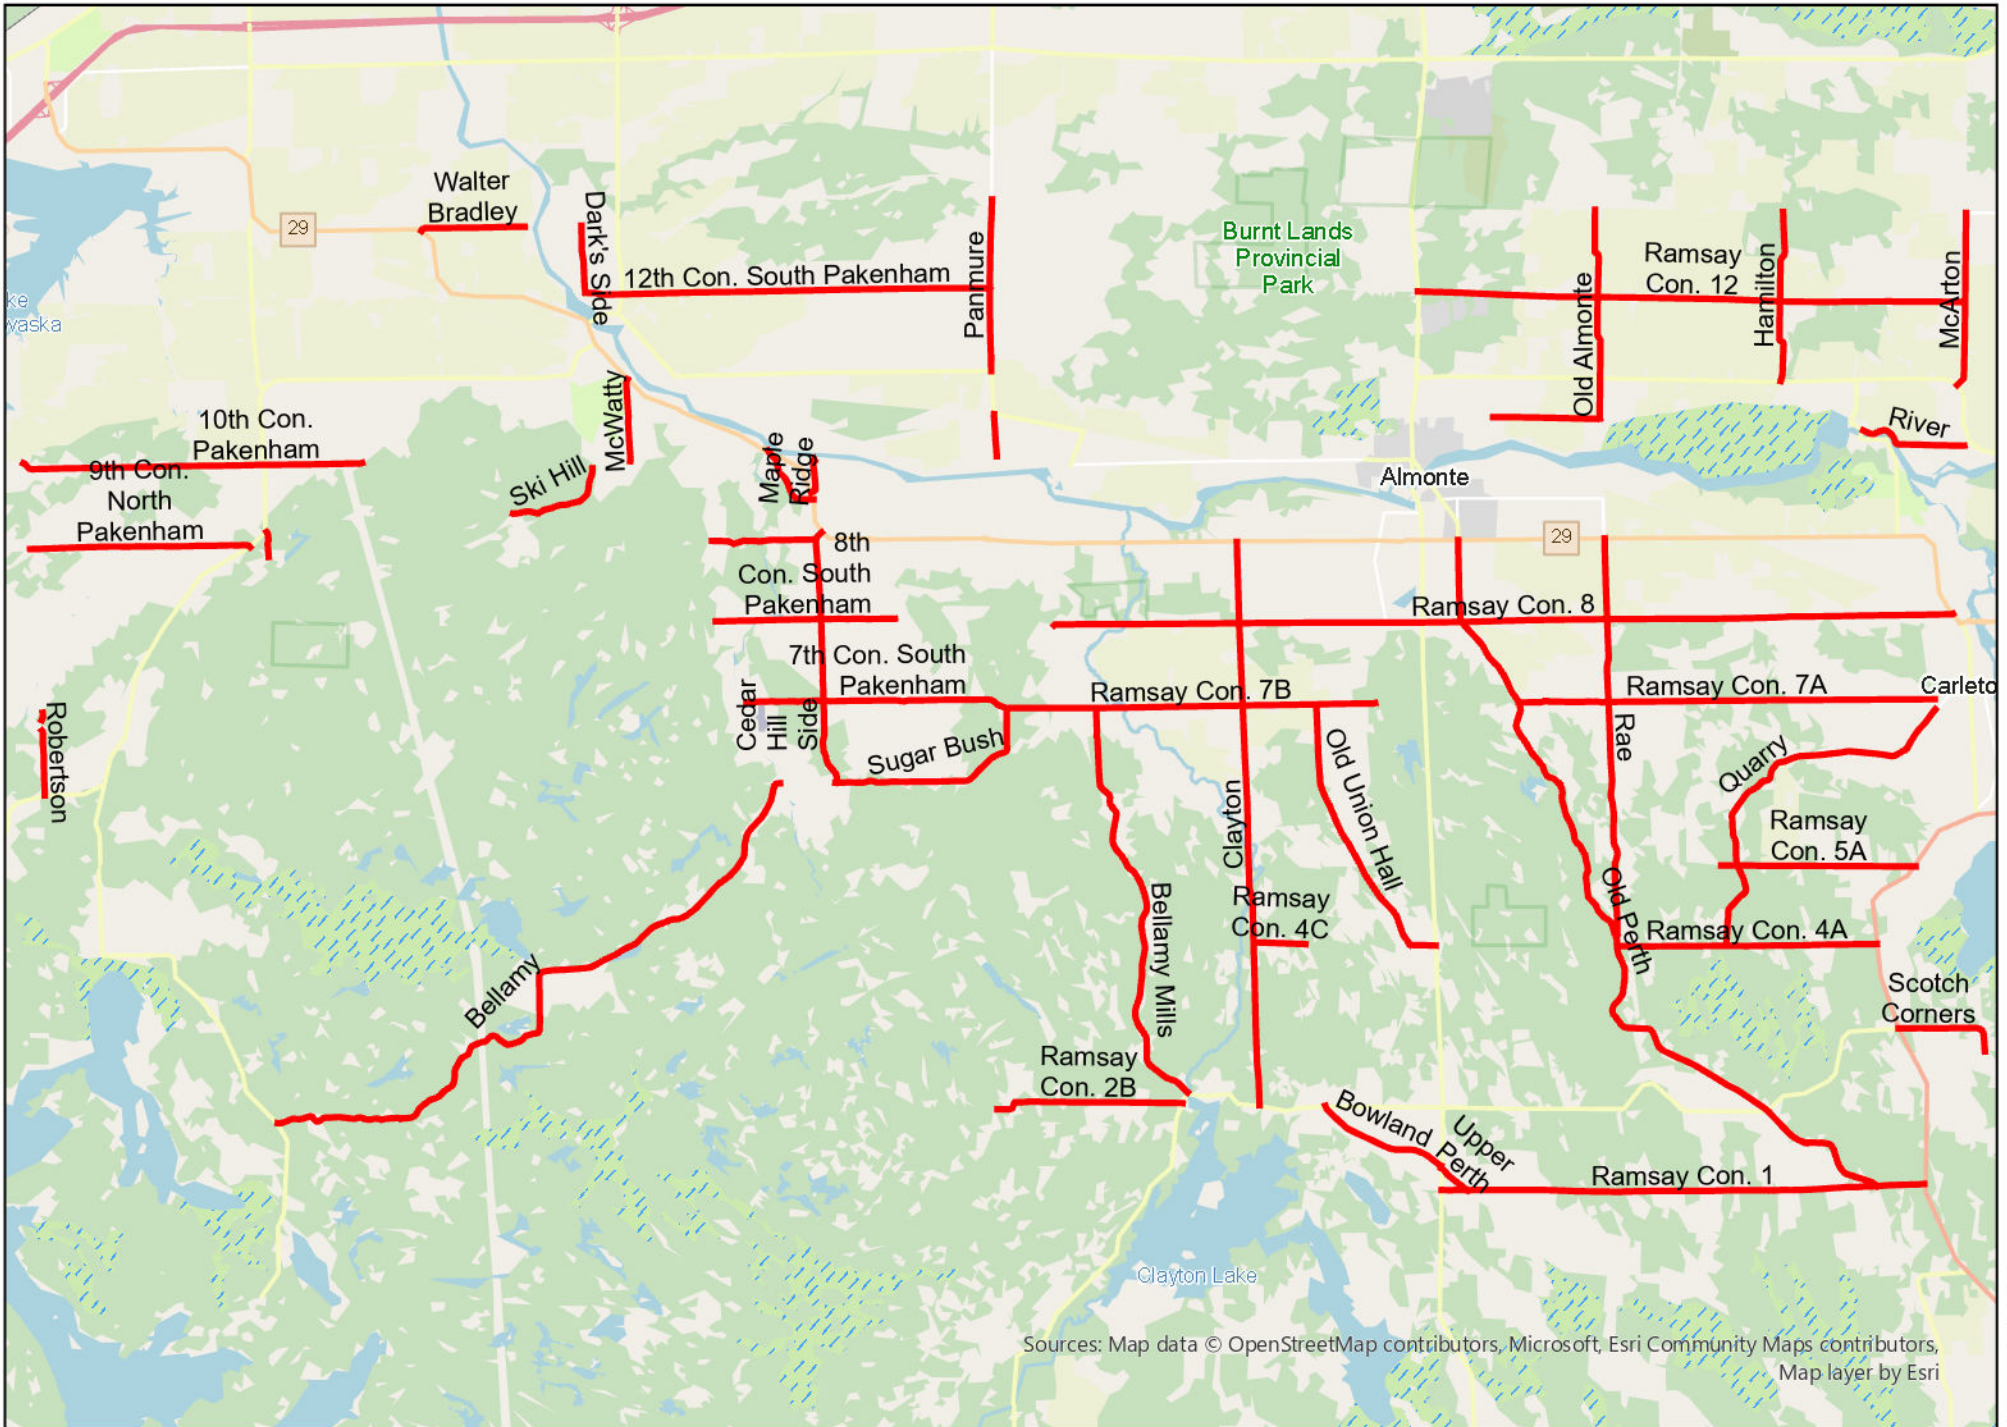 Walter
Bradley
29
Dark's Side
12th Con. South Pakenham
Panmure
Burnt Lands
Provincial
Park
Ramsay
Con. 12
Old Almonte
Hamilton
McArton
ke
waska
10th Con.
Pakenham
9th Con.
North
Pakenham
Ski Hill
McWatty
Maple
Ridge
Almonte
River
29
8th
Con. South
Pakenham
Ramsay Con. 8
7th Con. South
Pakenham
Ramsay Con. 7B
Ramsay Con. 7A
Carleto
Robertson
Cedar
Hill
Side
Sugar Bush
Old Union Hall
Rae
Quarry
Clayton
Ramsay
Con. 5A
Ramsay
Con. 4C
Bellamy Mills
Old Perth
Ramsay Con. 4A
Bellamy
Scotch
Corners
Ramsay
Con. 2B
Bowland
Upper
Perth
Ramsay Con. 1
Clayton Lake
Sources: Map data © OpenStreetMap contributors, Microsoft, Esri Community Maps contributors,
Map layer by Esri